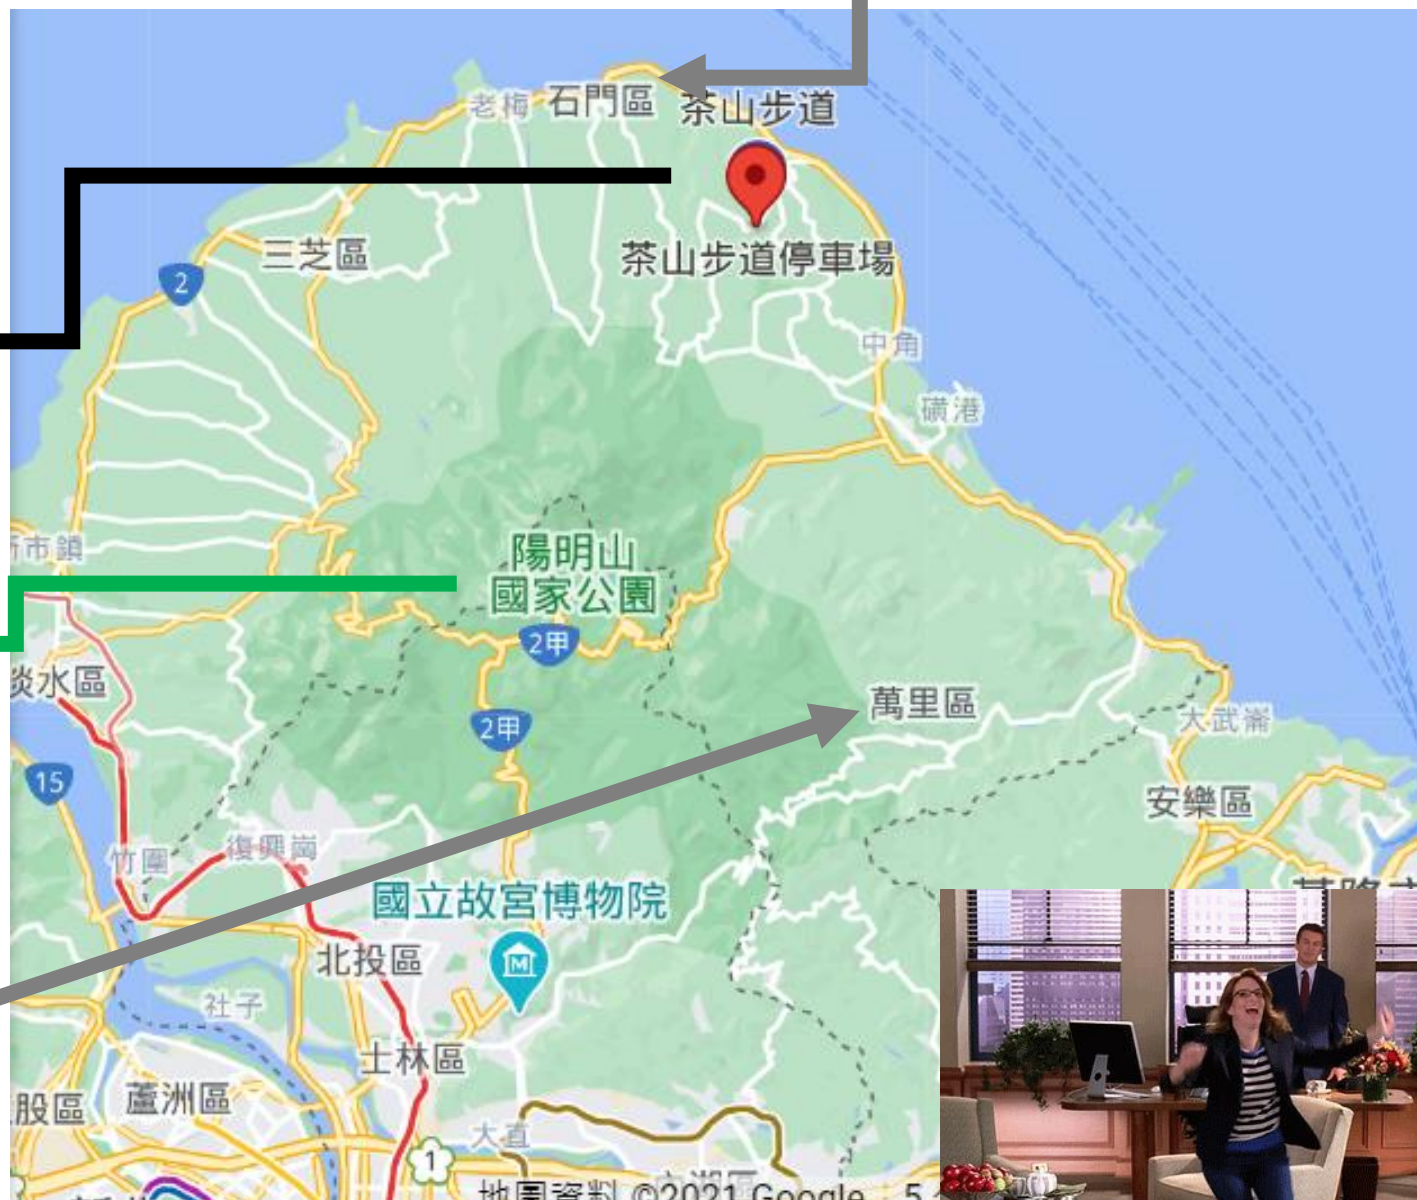 老梅
石門區
茶山步道
三芝區
茶山步道停車場
2
中角
磺港
市鎮
陽明山
國家公園
2甲
淡水區
萬里區
2甲
大武崙
15
安樂區
竹圍
復興崗
國立故宮博物院
M
北投區
社子
士林區
股區
蘆洲區
大直
1
地圖資料 ©2021 Google
5